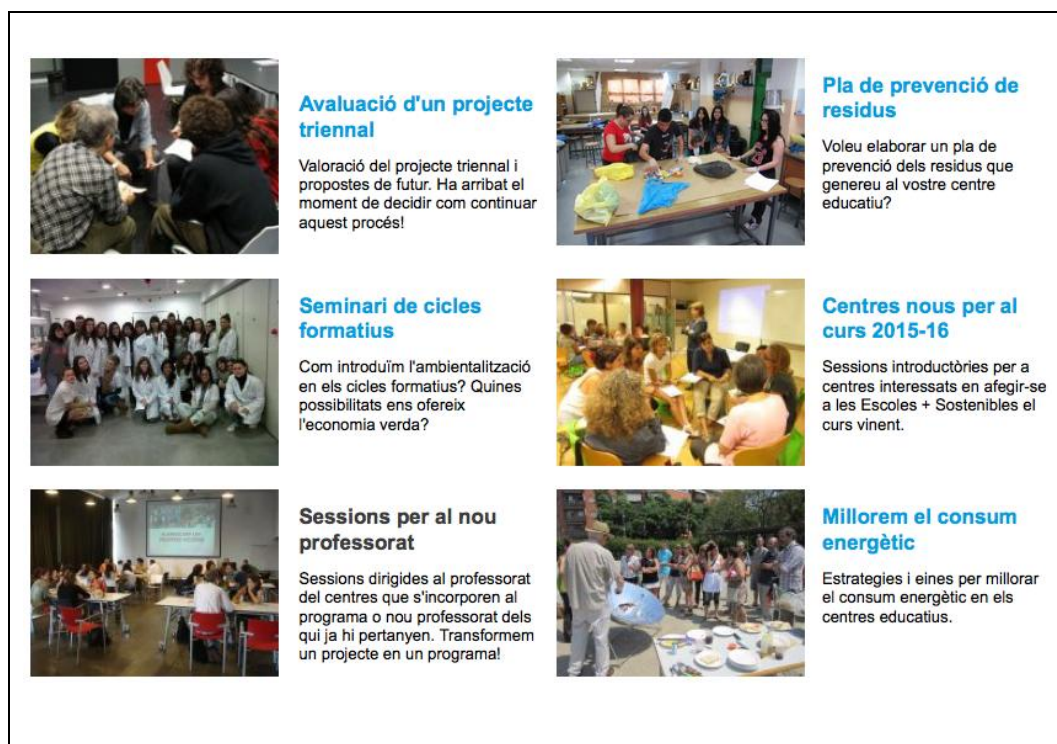 Avaluació d'un projecte
triennal
Valoració del projecte triennal i
propostes de futur. Ha arribat el
moment de decidir com continuar
aquest procés!
Pla de prevenció de
residus
Voleu elaborar un pla de
prevenció dels residus que
genereu al vostre centre
educatiu?
Seminari de cicles
formatius
Com introduïm l'ambientalització
en els cicles formatius? Quines
possibilitats ens ofereix
l'economia verda?
Centres nous per al
curs 2015-16
Sessions introductòries per a
centres interessats en afegir-se
a les Escoles + Sostenibles el
curs vinent.
Sessions per al nou
professorat
Sessions dirigides al professorat
del centres que s'incorporen al
programa o nou professorat dels
qui ja hi pertanyen. Transformem
un projecte en un programa!
Millorem el consum
energètic
Estrategies i eines per millorar
el consum energètic en els
centres educatius.